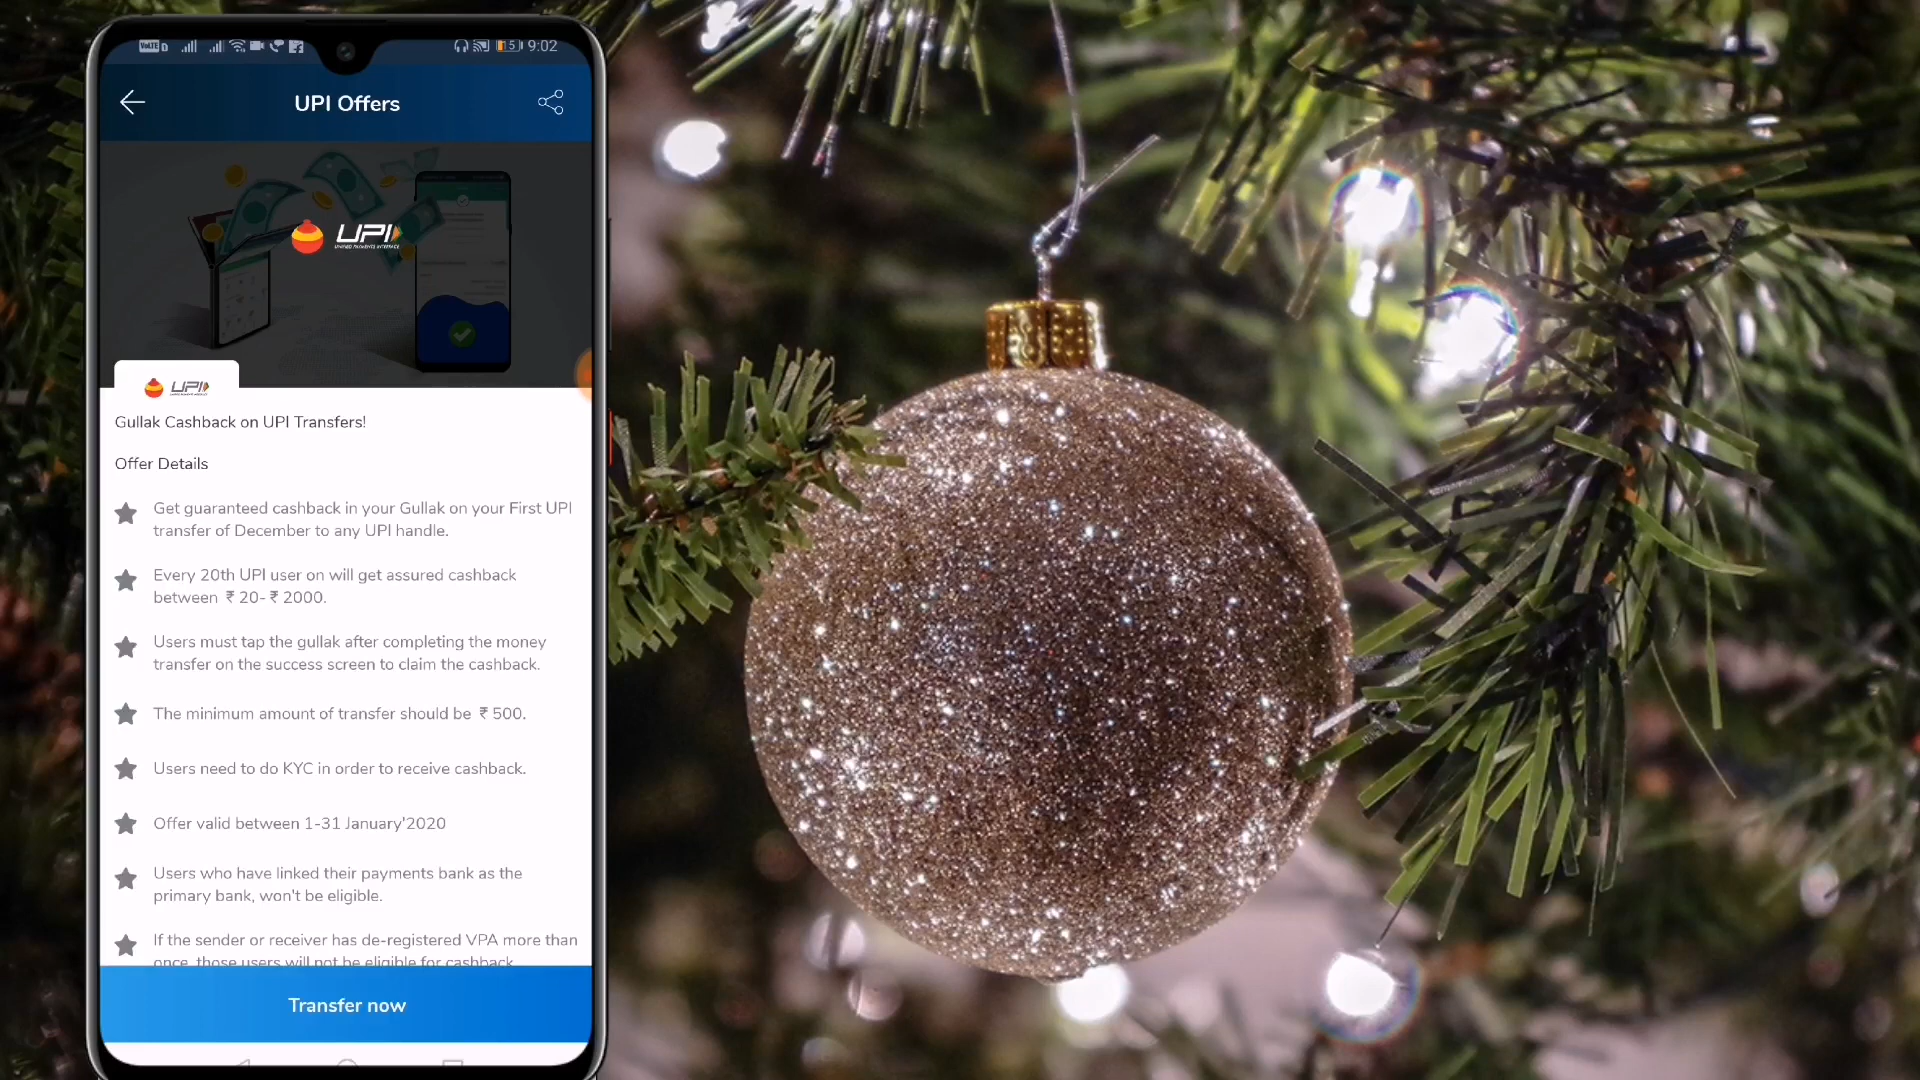 VoLTE
5
9:02
UPI Offers
UPI
UNIFIED PAYMENTS INTERFACE
UPI
Gullak Cashback on UPI Transfers!
Offer Details
Get guaranteed cashback in your Gullak on your First UPI
transfer of December to any UPI handle.
Every 20th UPI user on will get assured cashback
between ₹ 20- ₹ 2000.
Users must tap the gullak after completing the money
transfer on the success screen to claim the cashback.
The minimum amount of transfer should be ₹ 500.
Users need to do KYC in order to receive cashback.
Offer valid between 1-31 January'2020
Users who have linked their payments bank as the
primary bank, won't be eligible.
If the sender or receiver has de-registered VPA more than
once, those users will not be eligible for cashback
Transfer now